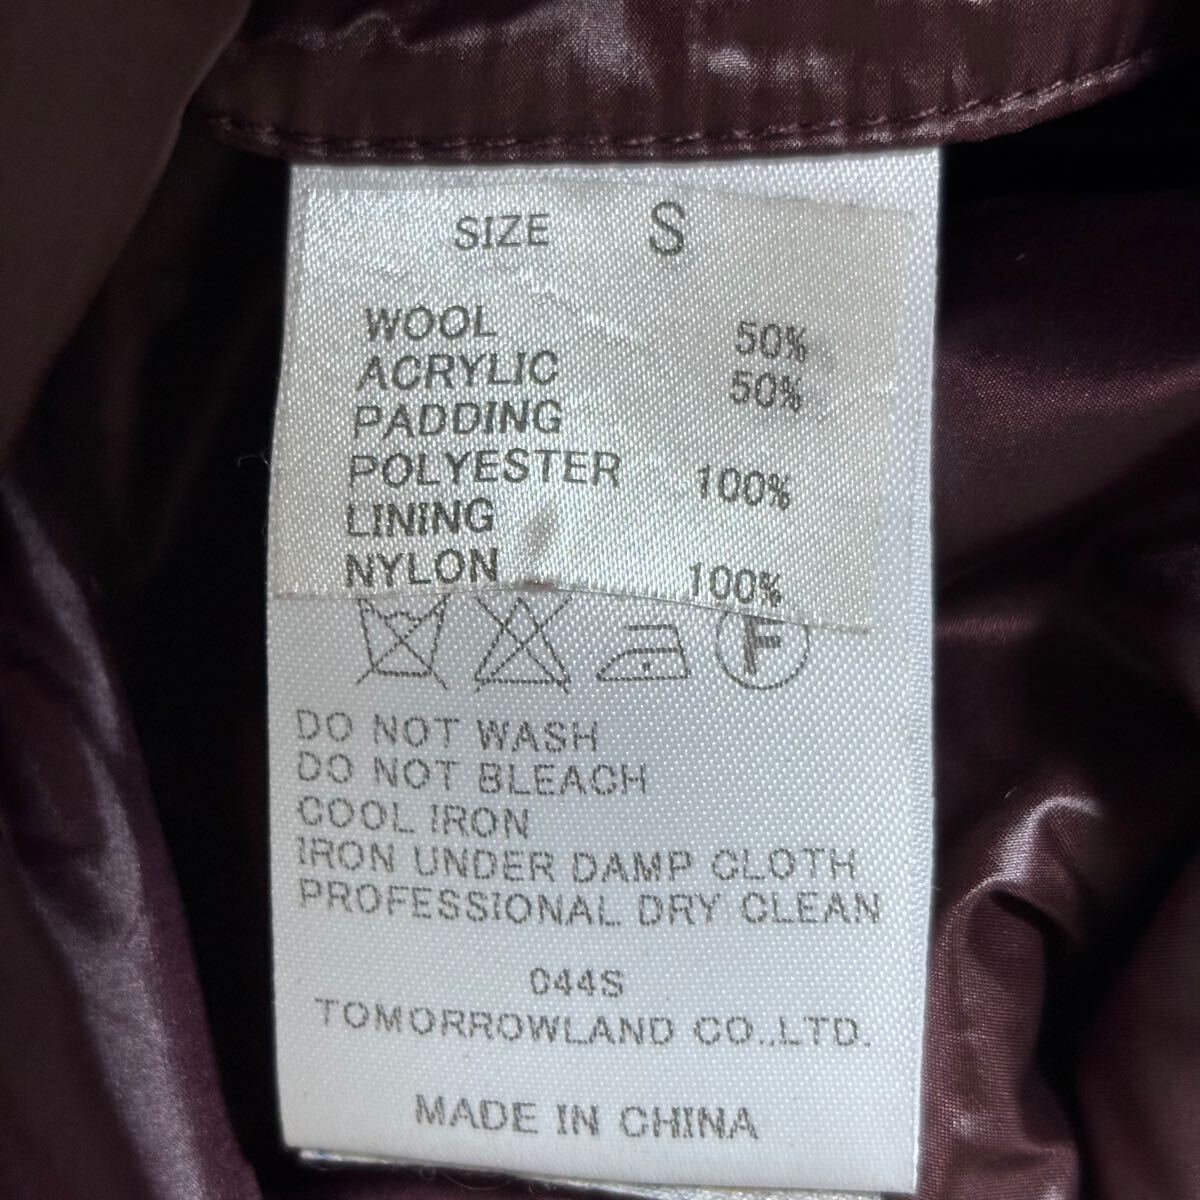 SIZE S
WOOL 50%
ACRYLIC 50%
PADDING
POLYESTER 100%
LINING
NYLON 100%
F
DO NOT WASH
DO NOT BLEACH
COOL IRON
IRON UNDER DAMP CLOTH
PROFESSIONAL DRY CLEAN
044S
TOMORROWLAND CO.,LTD.
MADE IN CHINA